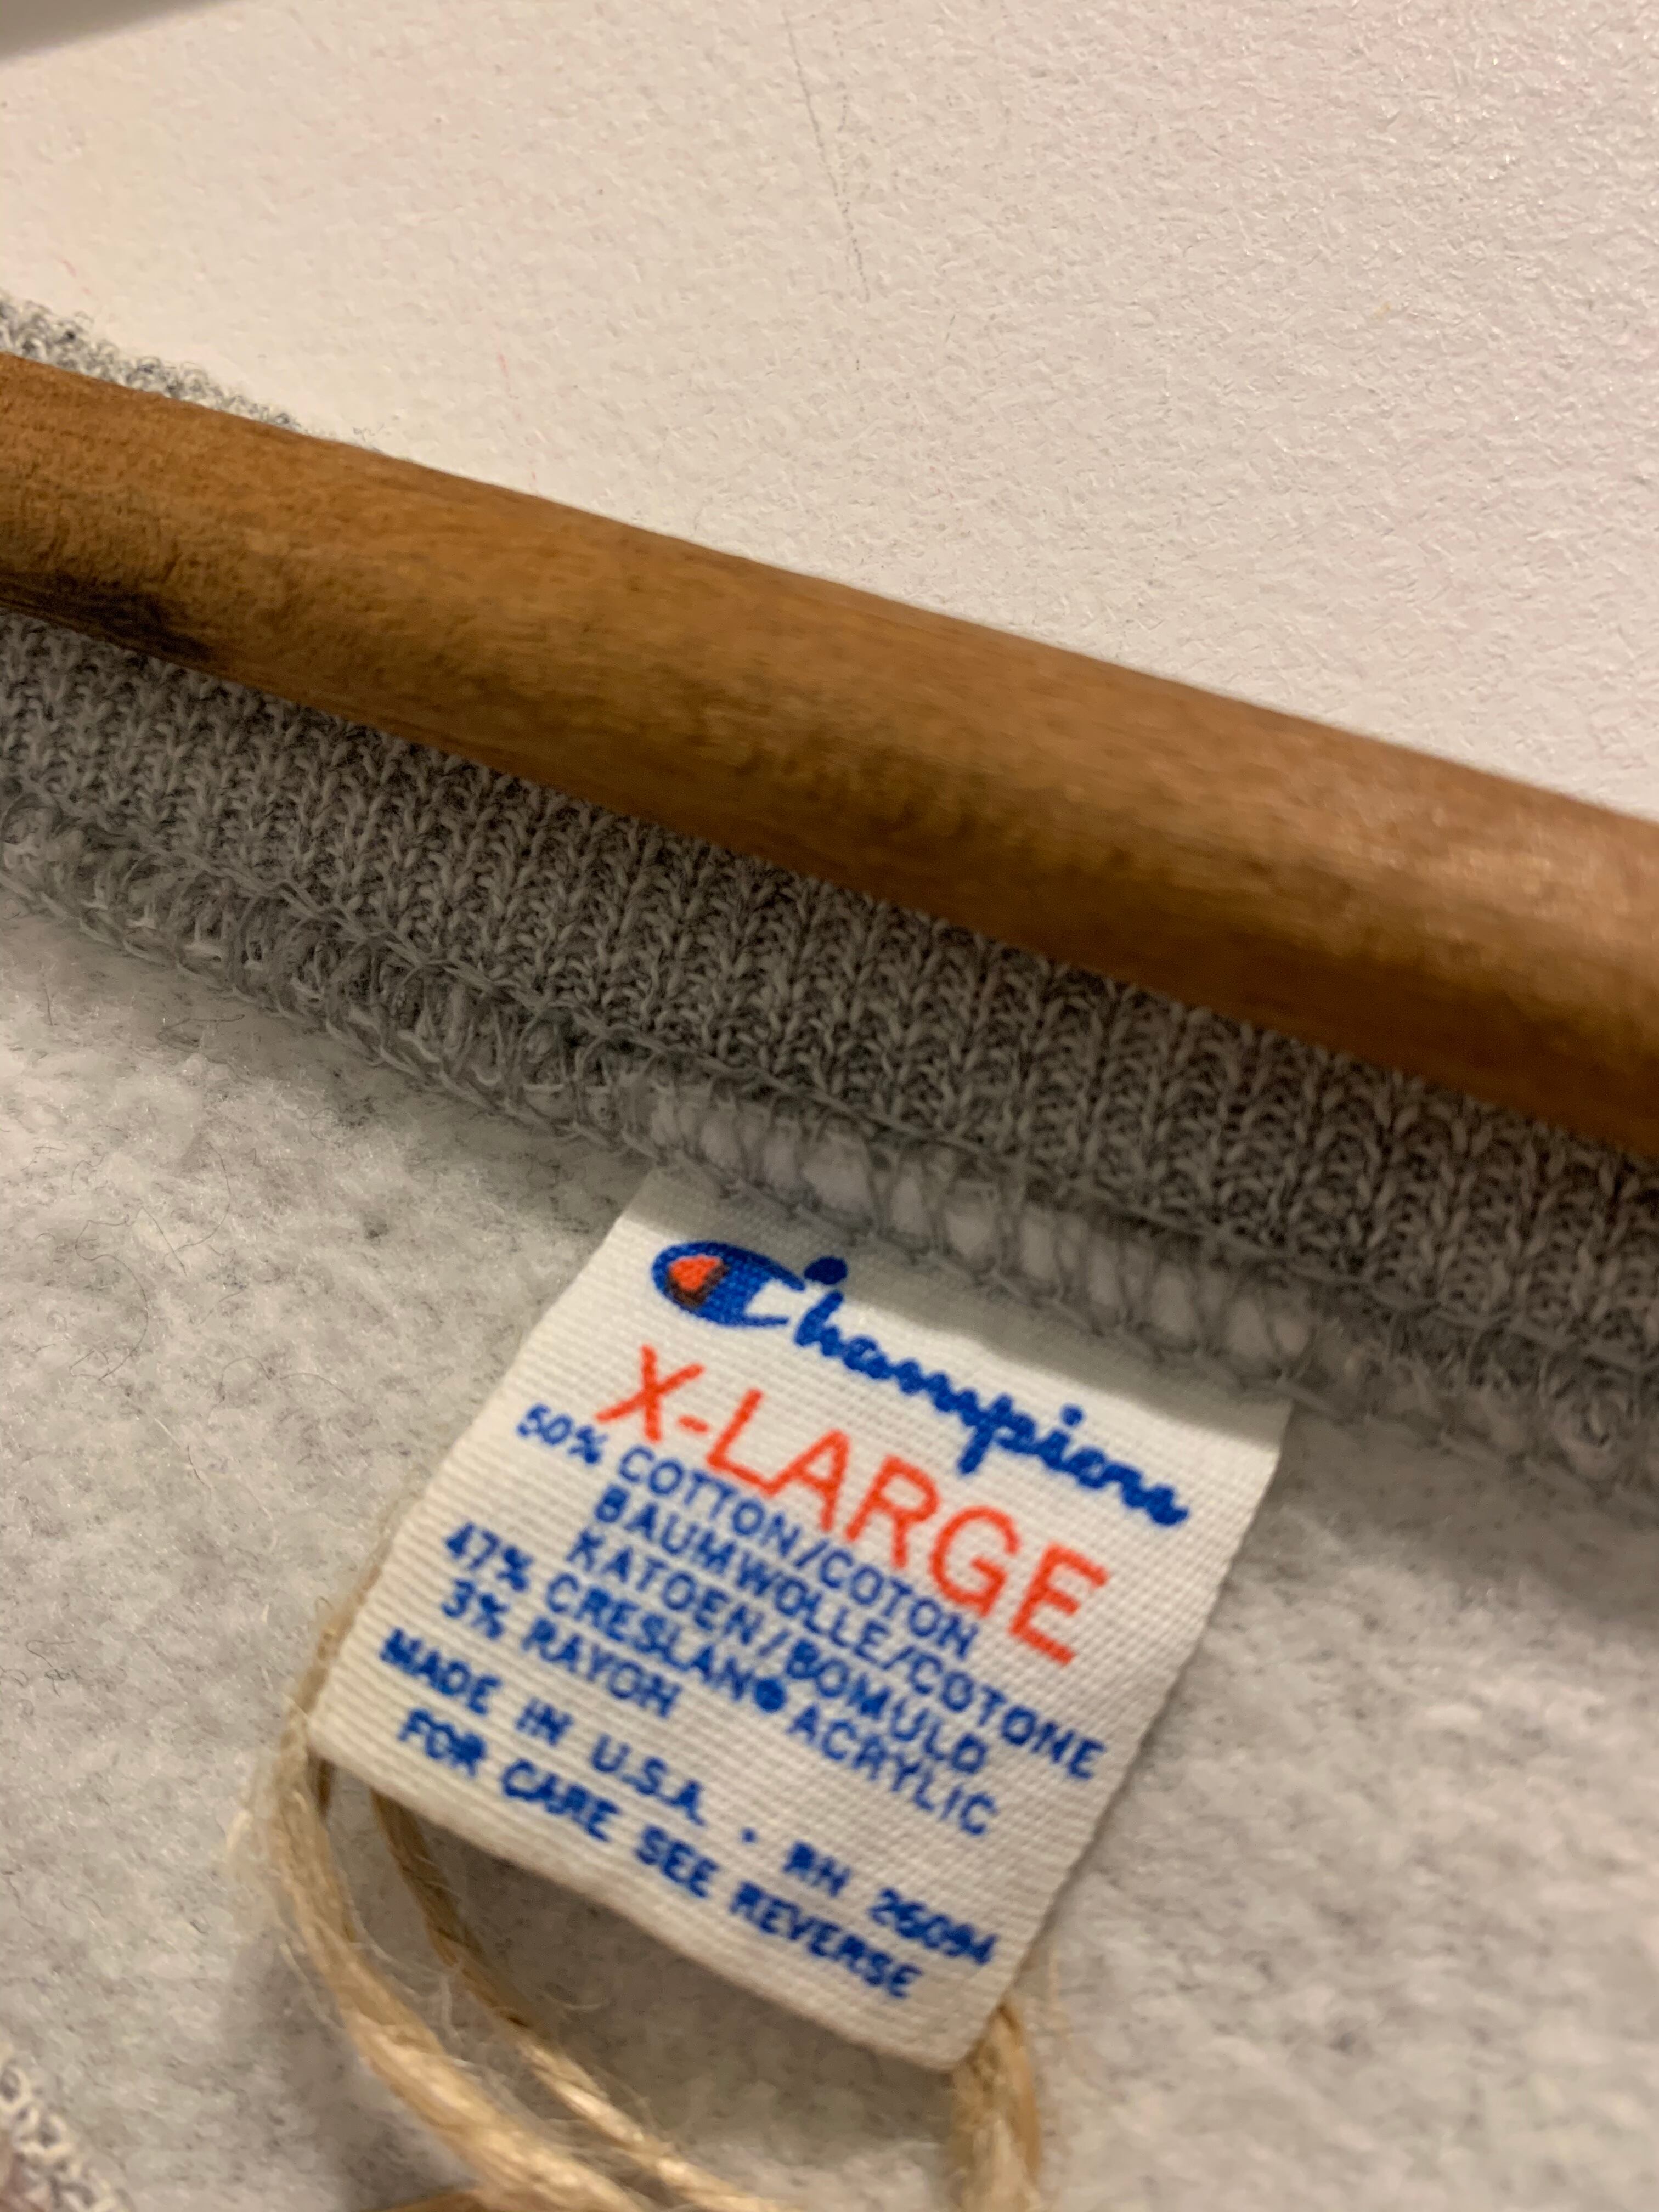 Champion
X-LARGE
50% COTTON/COTON
BAUMWOLLE/COTONE
KATOEN/BOMULD
47% CRESLAN® ACRYLIC
3% RAYON
MADE IN U.S.A. • RN 26094
FOR CARE SEE REVERSE